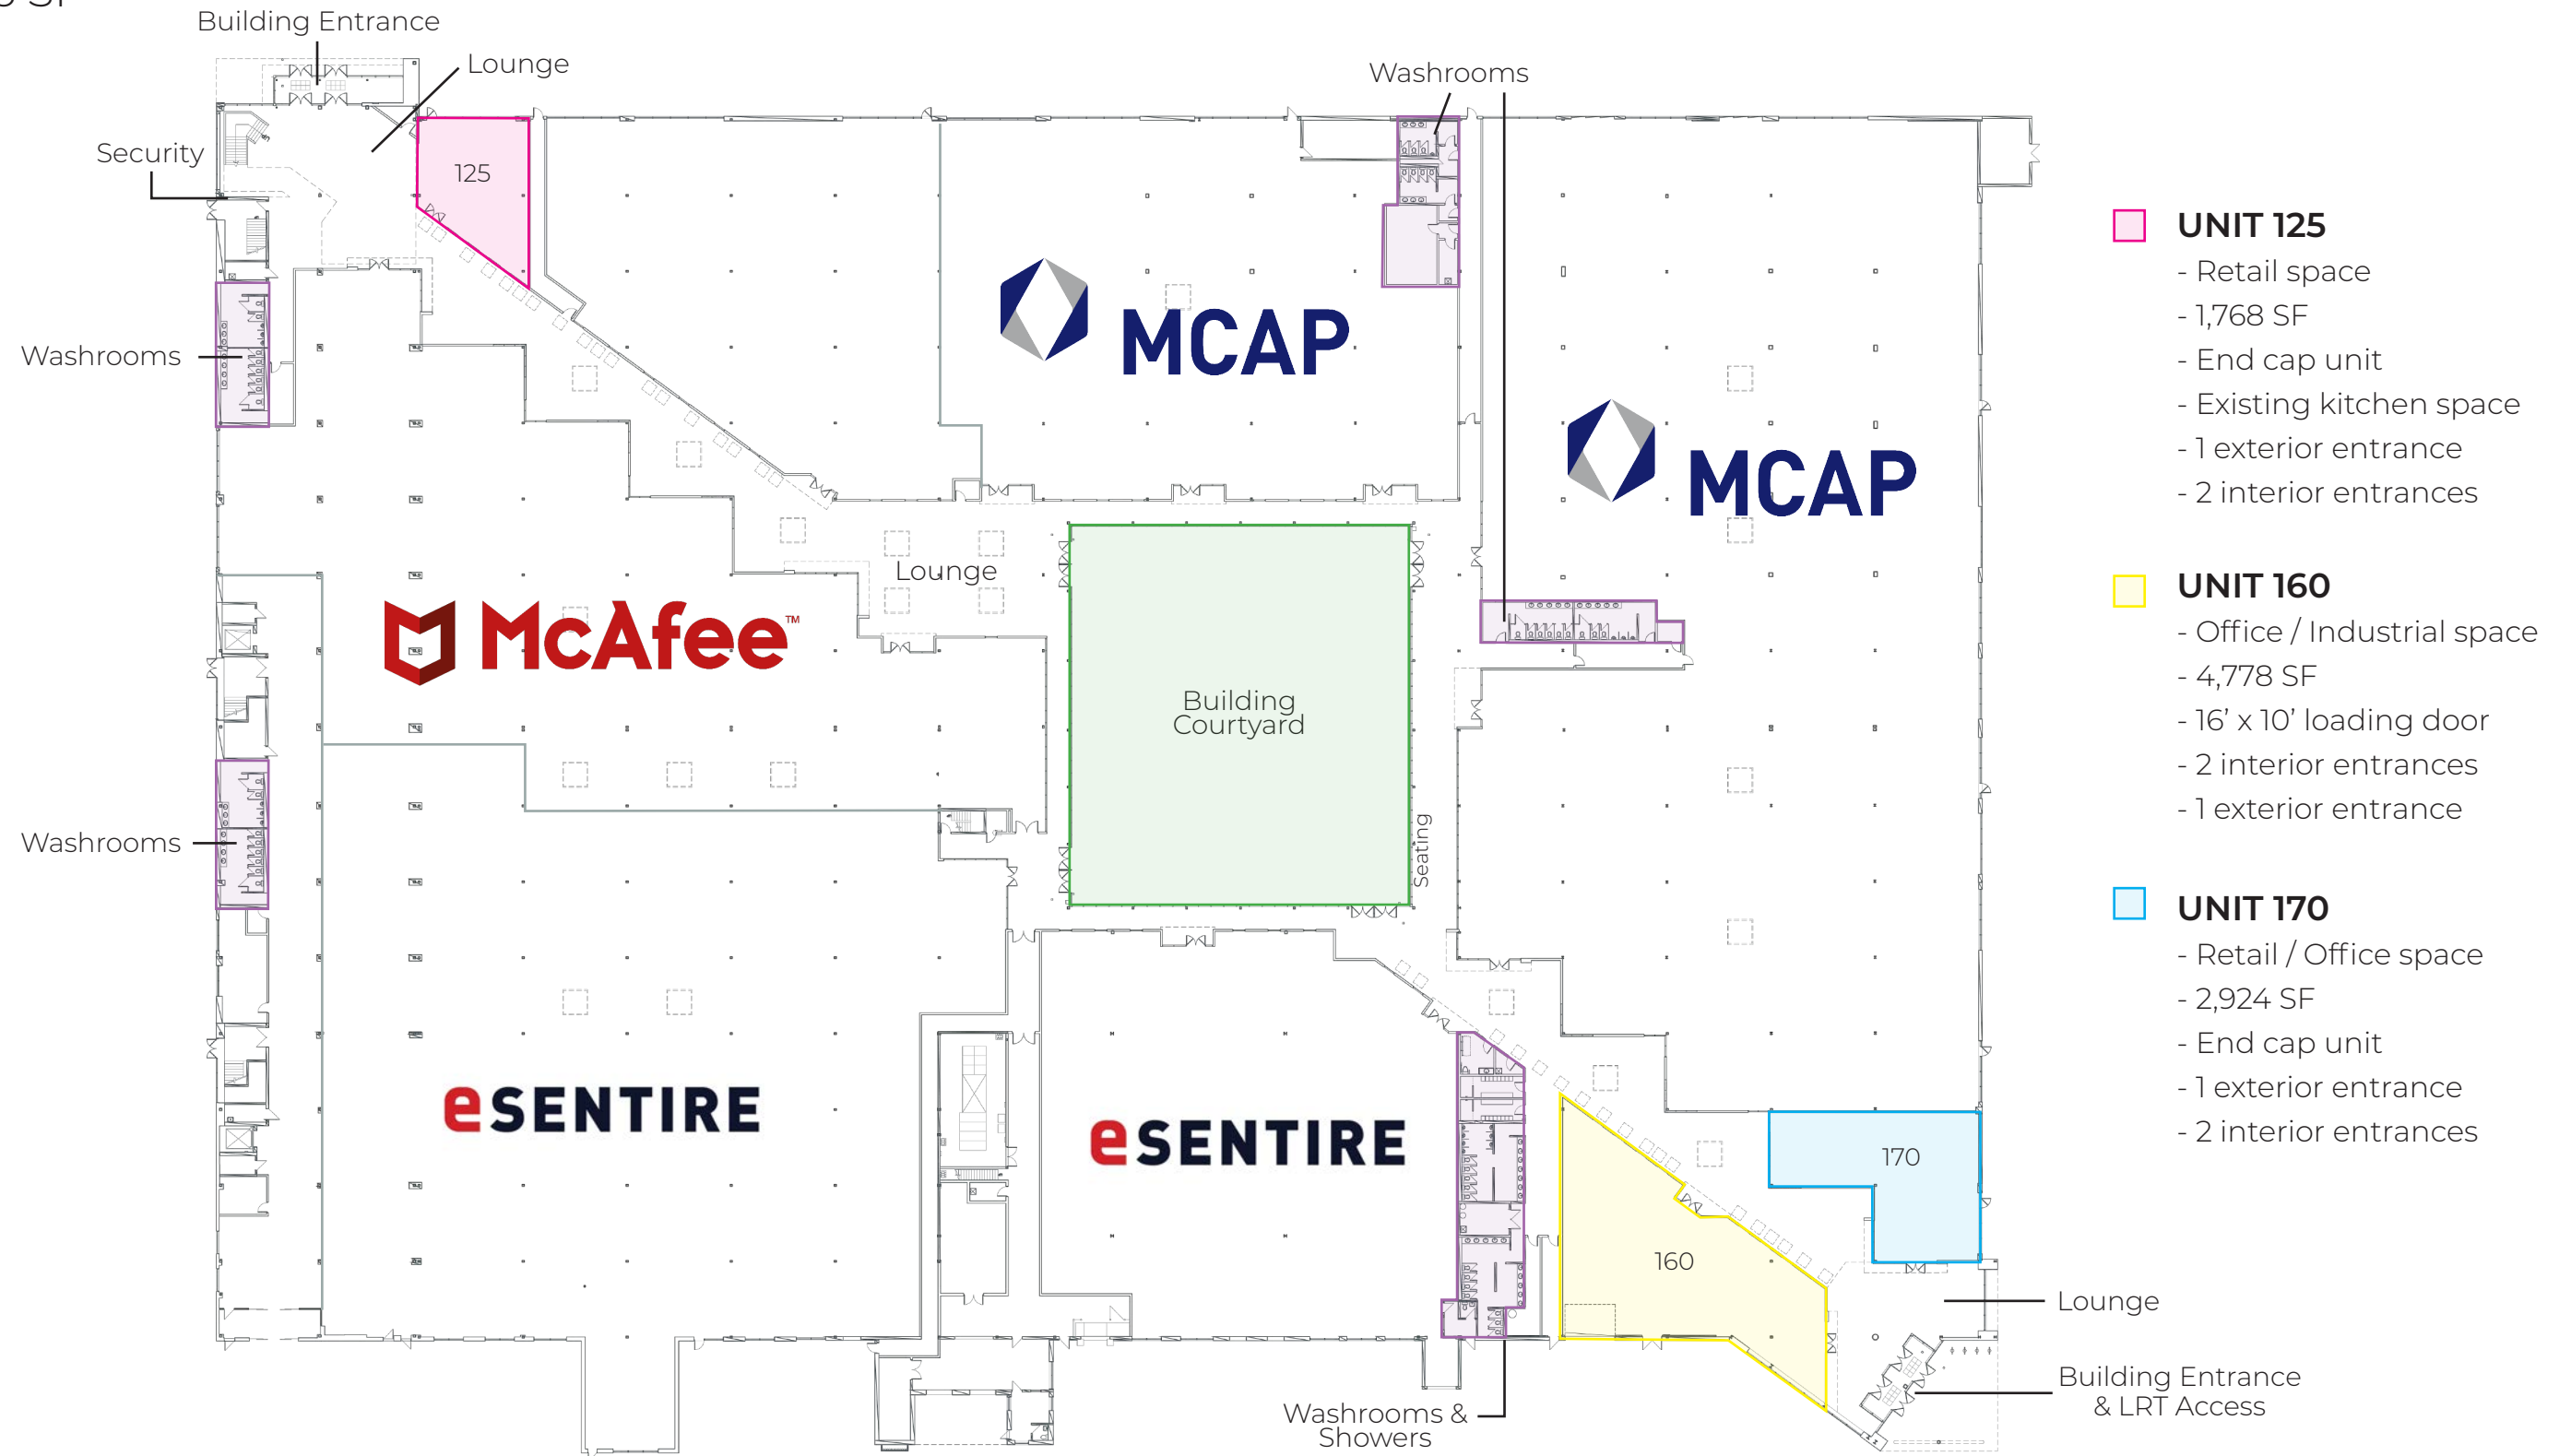 Building Entrance
Lounge
Washrooms
Security
125
MCAP
Washrooms
MCAP
Lounge
McAfee™
Building
Courtyard
Seating
Washrooms
eSENTIRE
eSENTIRE
160
170
Lounge
Building Entrance
& LRT Access
Washrooms &
Showers
UNIT 125
- Retail space
- 1,768 SF
- End cap unit
- Existing kitchen space
- 1 exterior entrance
- 2 interior entrances
UNIT 160
- Office / Industrial space
- 4,778 SF
- 16’ x 10’ loading door
- 2 interior entrances
- 1 exterior entrance
UNIT 170
- Retail / Office space
- 2,924 SF
- End cap unit
- 1 exterior entrance
- 2 interior entrances